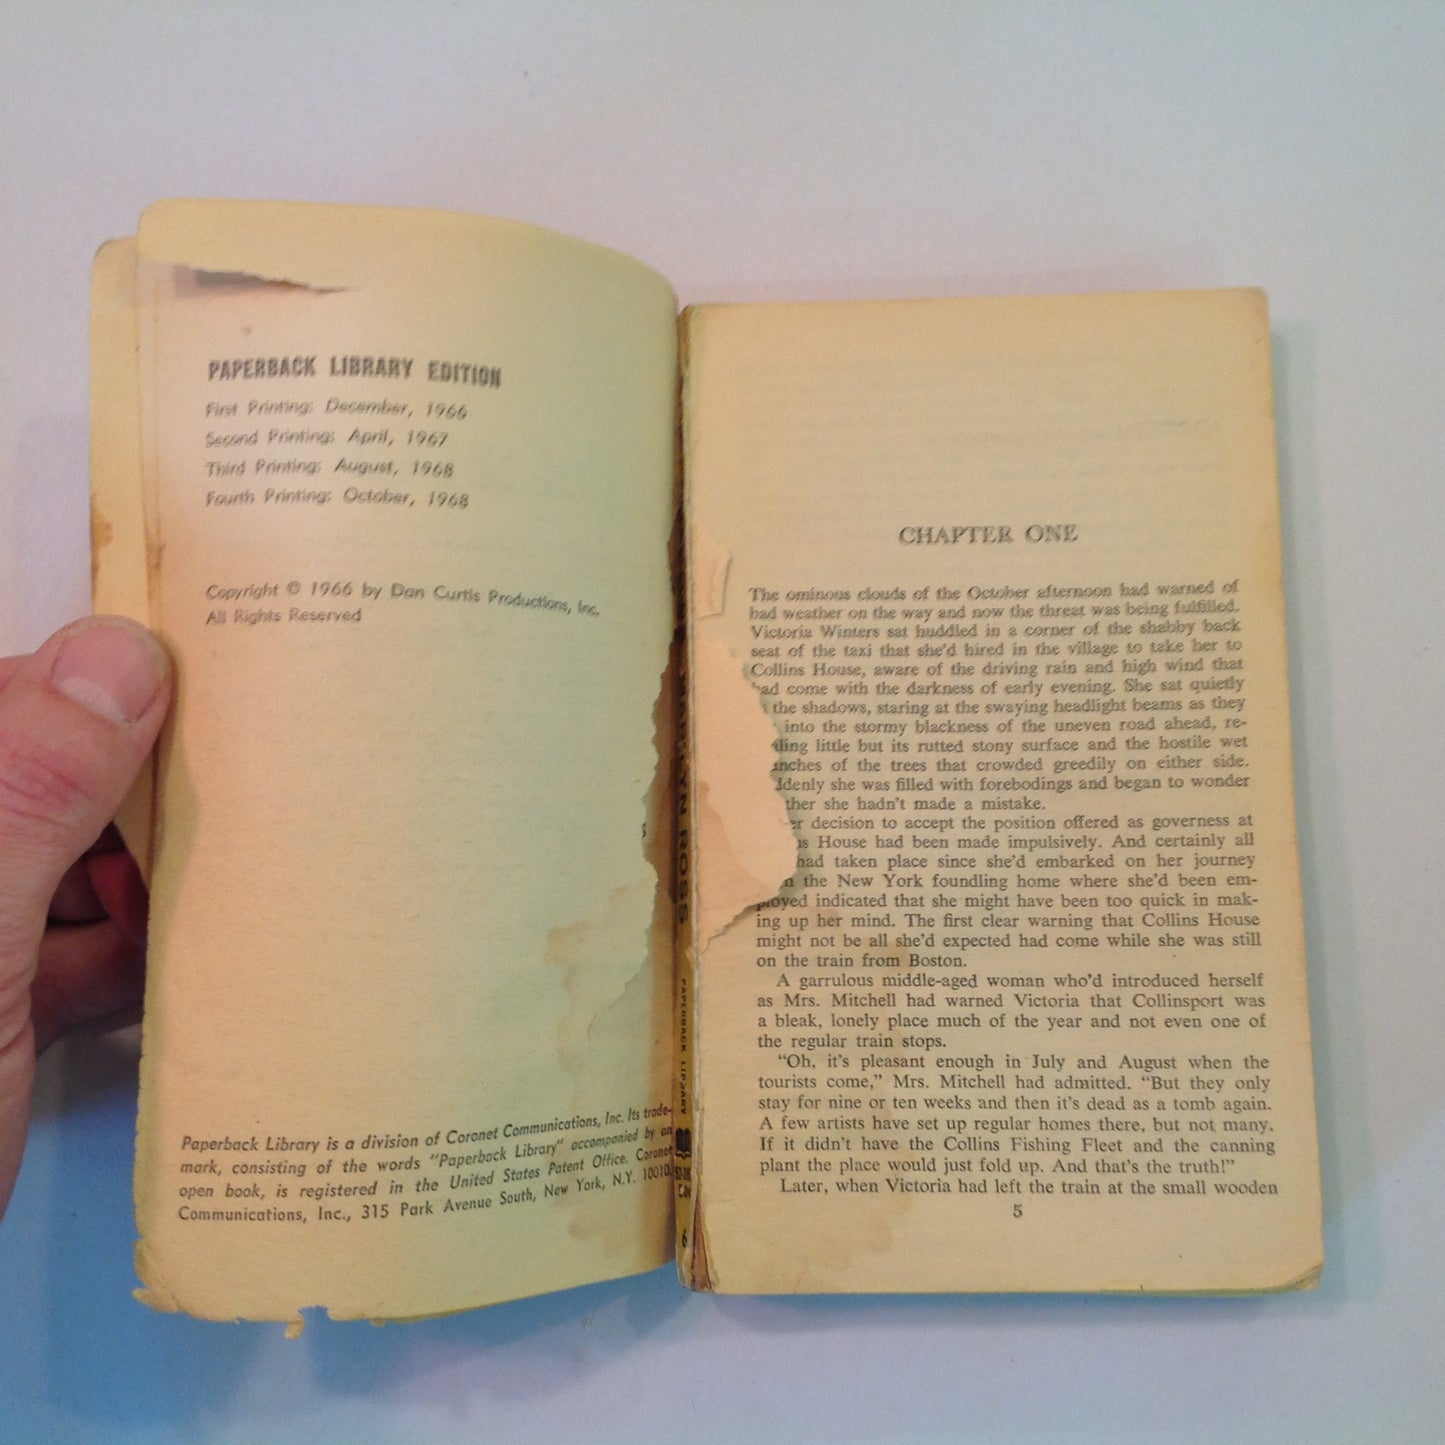 PAPERBACK LIBRARY EDITION
First Printing: December, 1966
Second Printing: April, 1967
Third Printing: August, 1968
Fourth Printing: October, 1968
Copyright © 1966 by Dan Curtis Productions, Inc.
All Rights Reserved
Paperback Library is a division of Coronet Communications, Inc. Its trade-
mark, consisting of the words "Paperback Library" accompanied by an
open book, is registered in the United States Patent Office. Coronet
Communications, Inc., 315 Park Avenue South, New York, N.Y. 10010.
MARILYN ROSS
PAPERBACK LIBRARY
CHAPTER ONE
The ominous clouds of the October afternoon had warned of
bad weather on the way and now the threat was being fulfilled.
Victoria Winters sat huddled in a corner of the shabby back
seat of the taxi that she'd hired in the village to take her to
Collins House, aware of the driving rain and high wind that
had come with the darkness of early evening. She sat quietly
the shadows, staring at the swaying headlight beams as they
into the stormy blackness of the uneven road ahead, re-
aling little but its rutted stony surface and the hostile wet
anches of the trees that crowded greedily on either side.
ddenly she was filled with forebodings and began to wonder
ther she hadn't made a mistake.
er decision to accept the position offered as governess at
ns House had been made impulsively. And certainly all
had taken place since she'd embarked on her journey
n the New York foundling home where she'd been em-
ployed indicated that she might have been too quick in mak-
ing up her mind. The first clear warning that Collins House
might not be all she'd expected had come while she was still
on the train from Boston.
A garrulous middle-aged woman who'd introduced herself
as Mrs. Mitchell had warned Victoria that Collinsport was
a bleak, lonely place much of the year and not even one of
the regular train stops.
"Oh, it's pleasant enough in July and August when the
tourists come," Mrs. Mitchell had admitted. "But they only
stay for nine or ten weeks and then it's dead as a tomb again.
A few artists have set up regular homes there, but not many.
If it didn't have the Collins Fishing Fleet and the canning
plant the place would just fold up. And that's the truth!"
Later, when Victoria had left the train at the small wooden
5